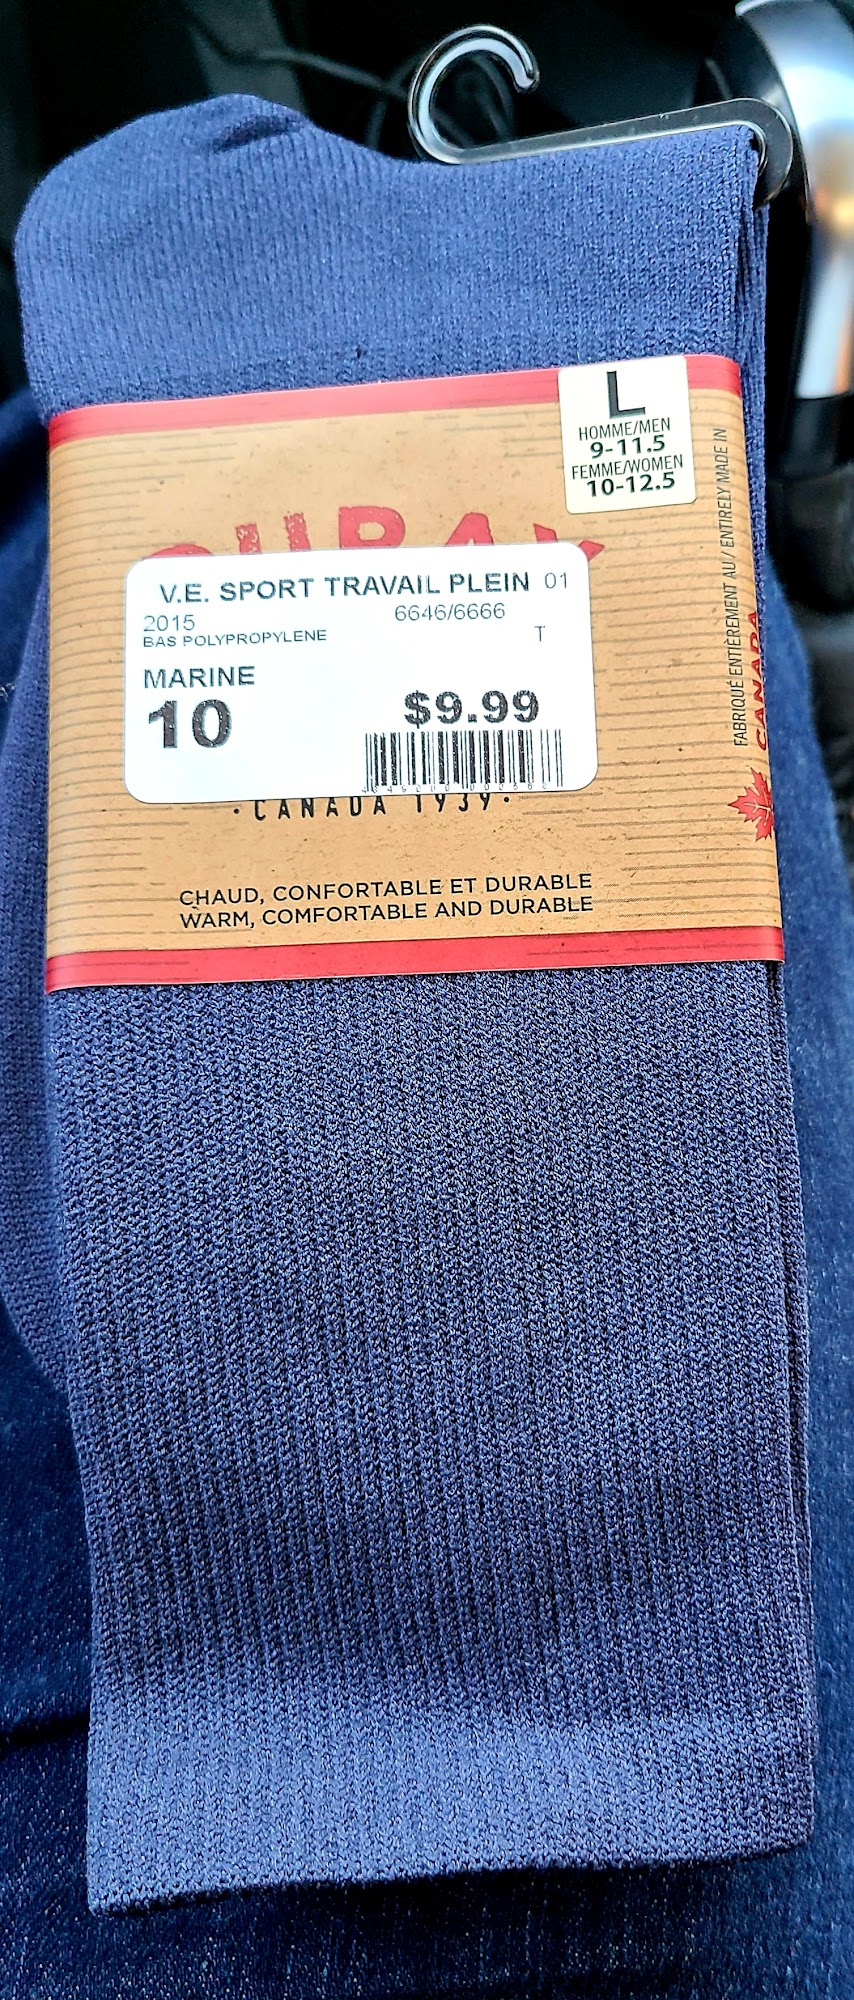 L
HOMME/MEN
9-11.5
FEMME/WOMEN
10-12.5
V.E. SPORT TRAVAIL PLEIN 01
2015 6646/6666
BAS POLYPROPYLENE T
MARINE
10 $9.99
·CANADA 1939·
CHAUD, CONFORTABLE ET DURABLE
WARM, COMFORTABLE AND DURABLE
FABRIQUÉ ENTIÈREMENT AU / ENTIRELY MADE IN
CANADA